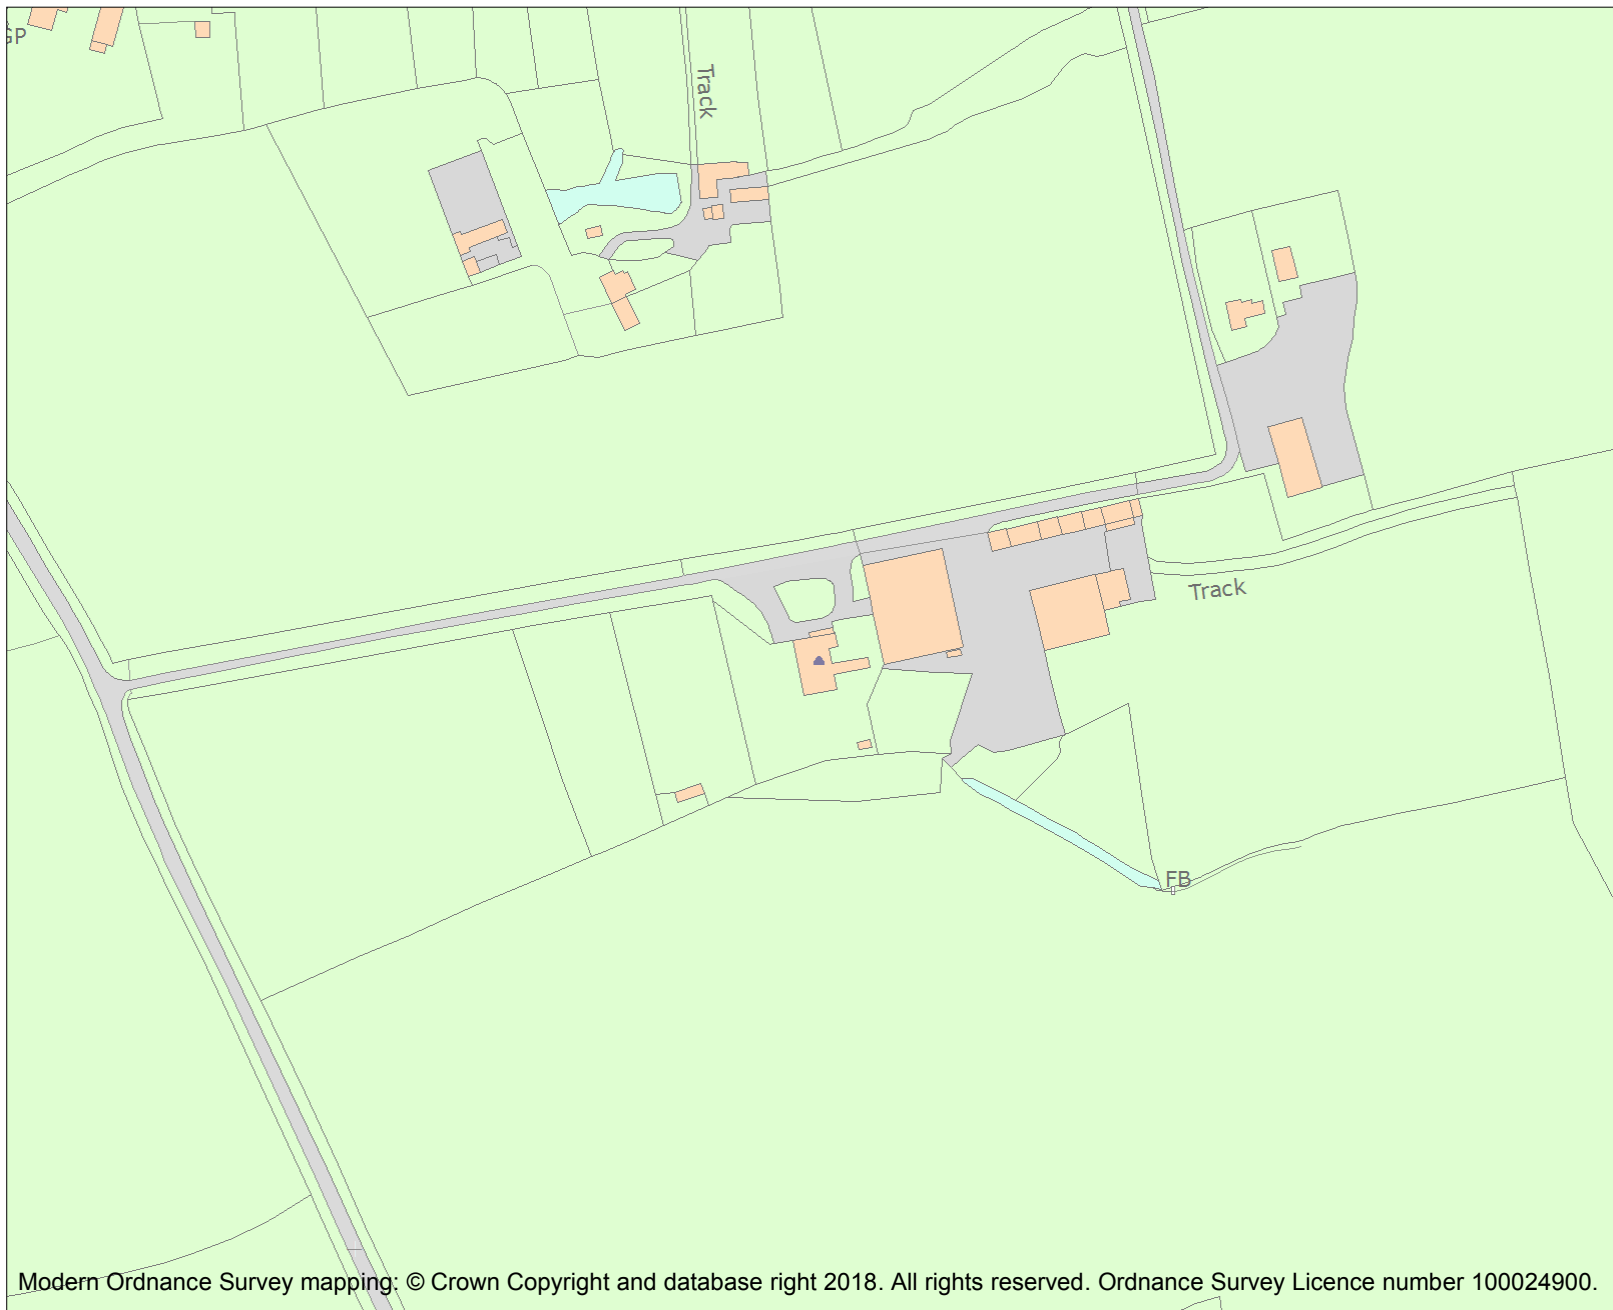 GP
Track
Track
FB
Modern Ordnance Survey mapping: © Crown Copyright and database right 2018. All rights reserved. Ordnance Survey Licence number 100024900.